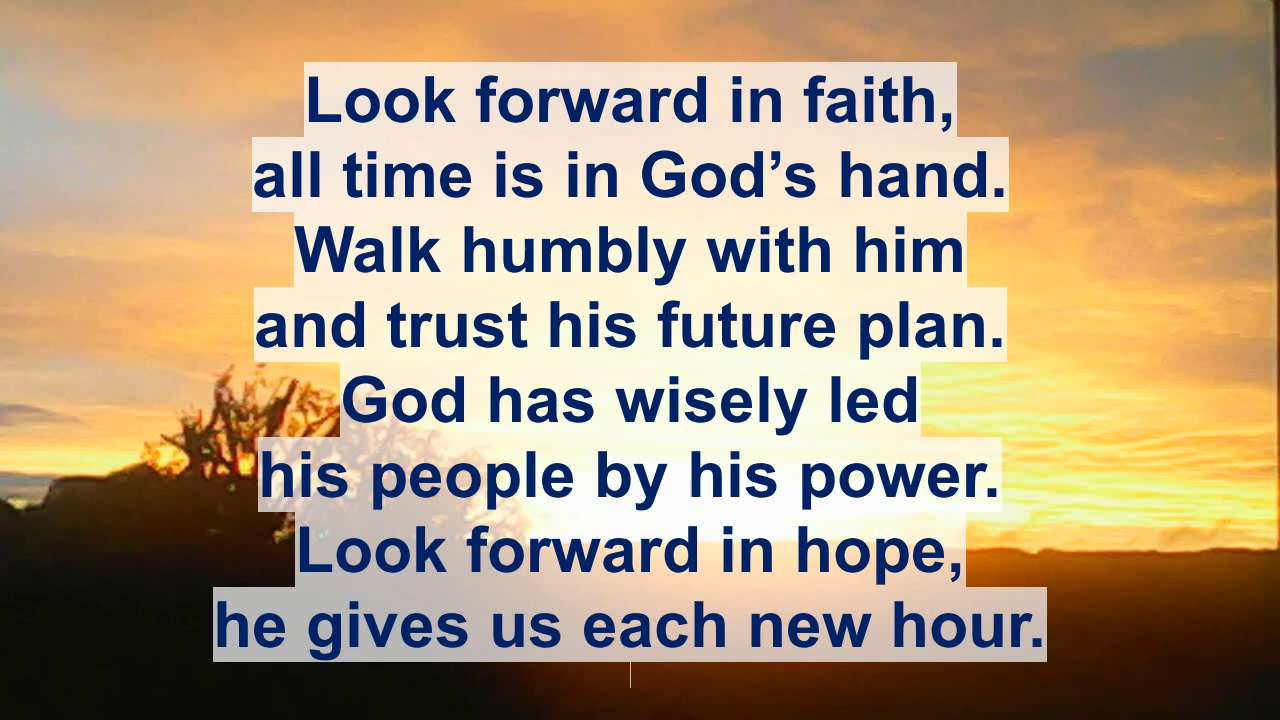 Look forward in faith,
all time is in God’s hand.
Walk humbly with him
and trust his future plan.
God has wisely led
his people by his power.
Look forward in hope,
he gives us each new hour.